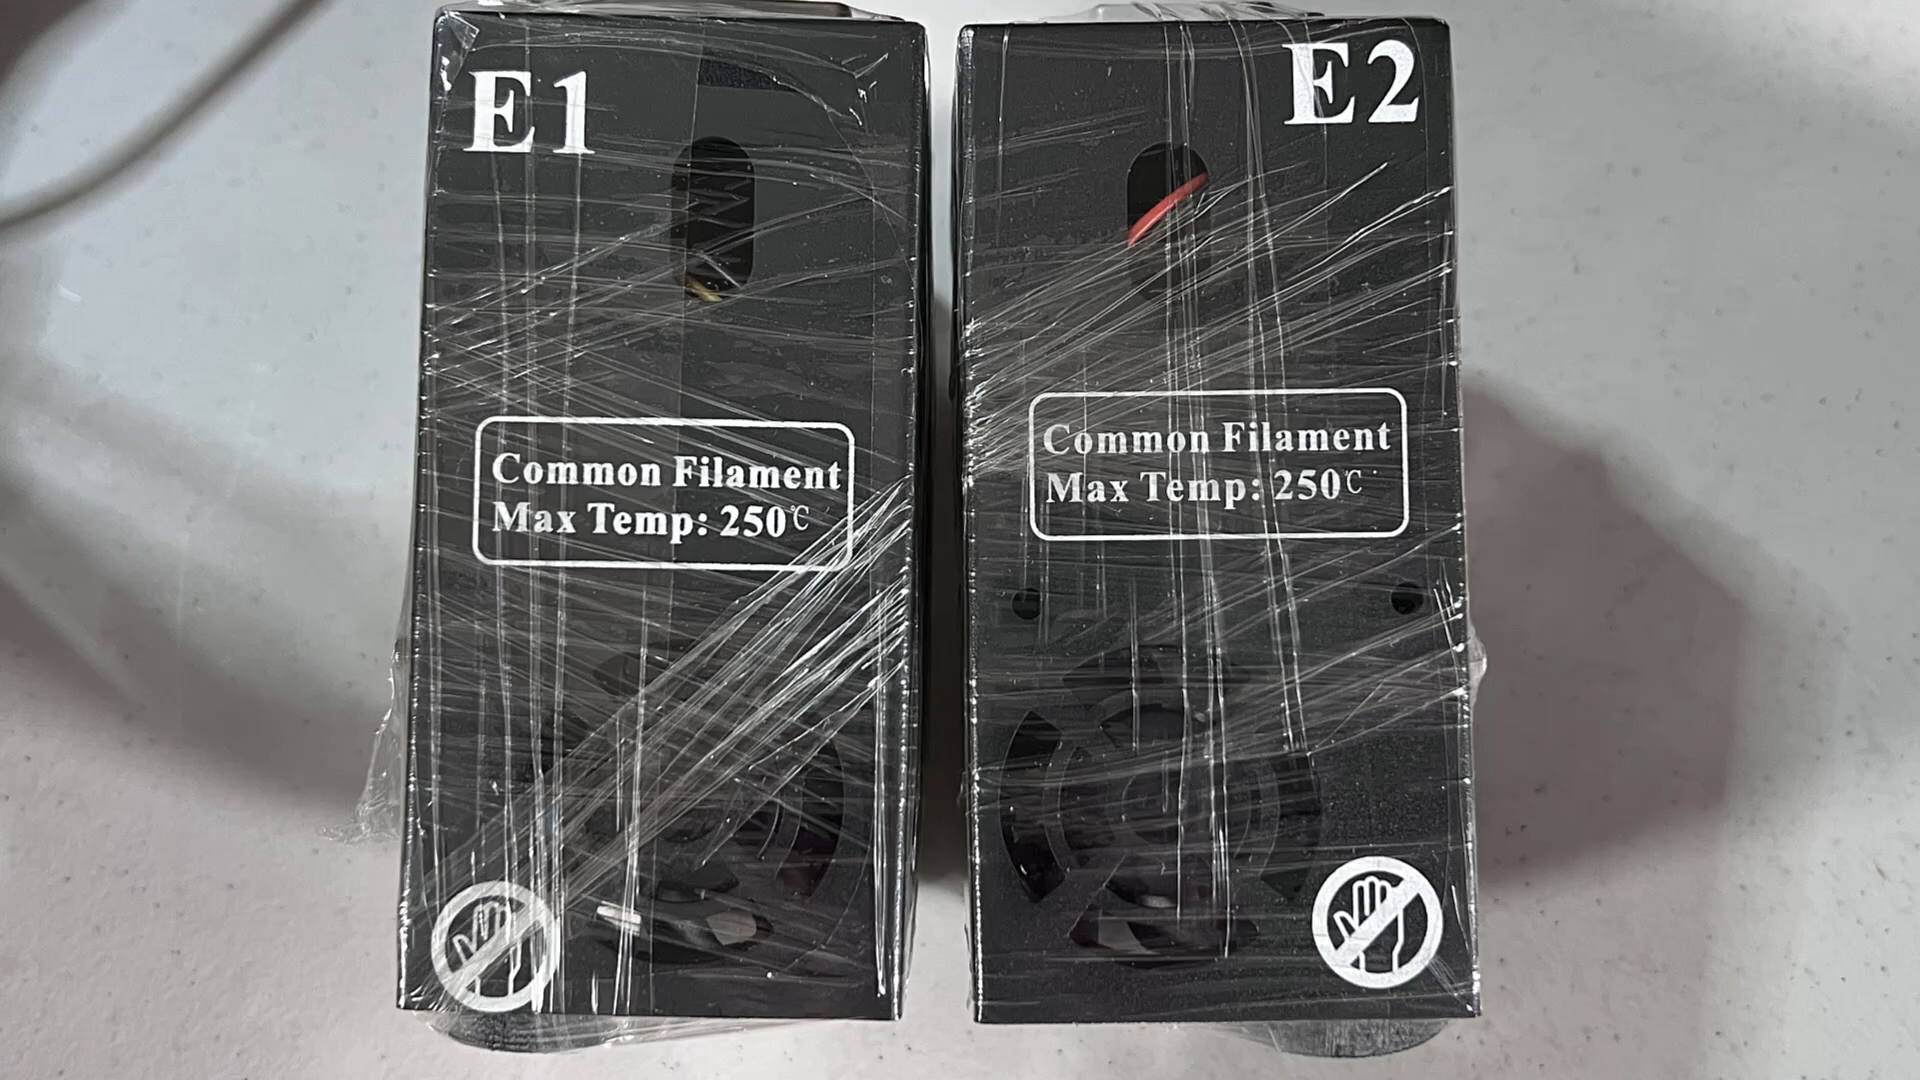 E1
Common Filament
Max Temp: 250℃
E2
Common Filament
Max Temp: 250℃